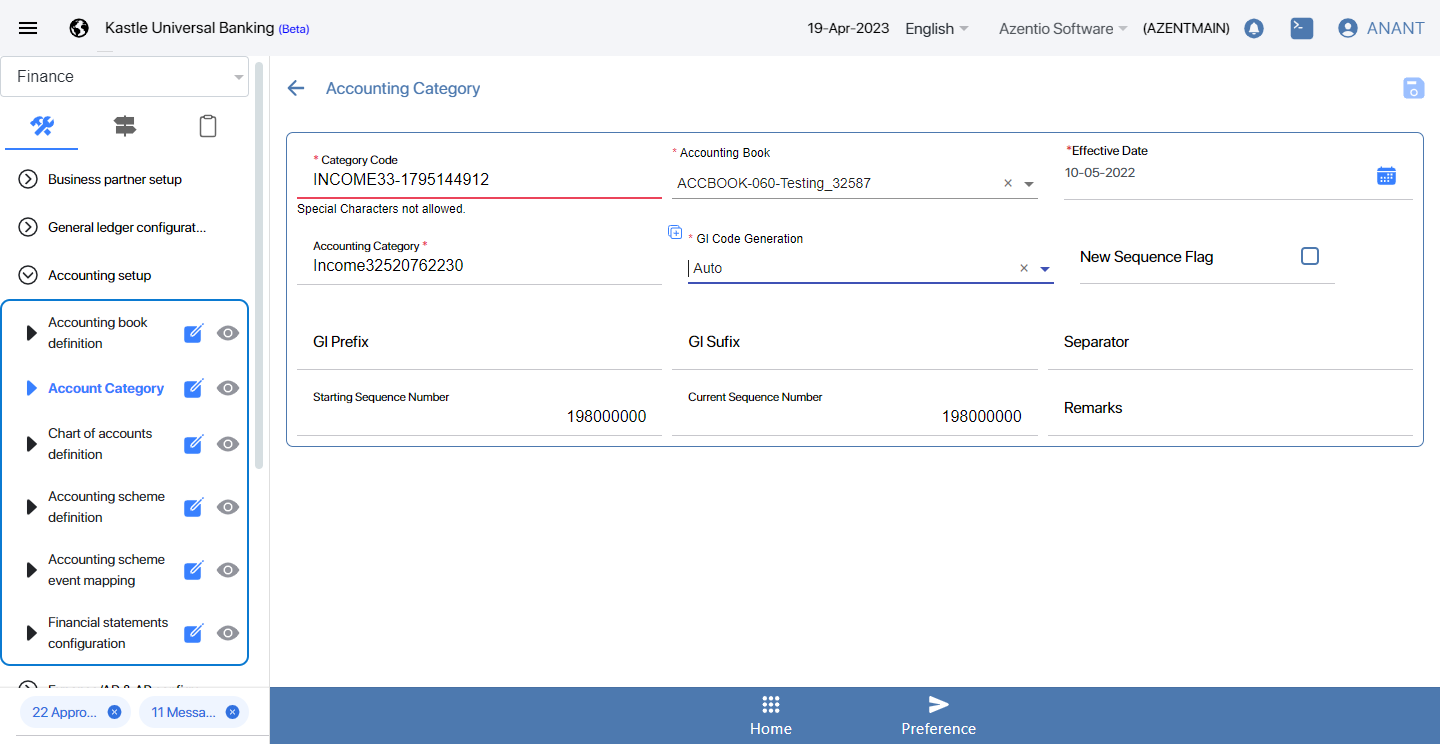 Kastle Universal Banking (Beta)
19-Apr-2023 English Azentio Software (AZENTMAIN) ANANT
Finance
Accounting Category
Business partner setup
General ledger configurat...
Accounting setup
Accounting book
definition
Account Category
Chart of accounts
definition
Accounting scheme
definition
Accounting scheme
event mapping
Financial statements
configuration
22 Appro... 11 Messa...
* Category Code
INCOME33-1795144912
Special Characters not allowed.
* Accounting Book
ACCBOOK-060-Testing_32587
*Effective Date
10-05-2022
Accounting Category *
Income32520762230
* GI Code Generation
Auto
New Sequence Flag
GI Prefix
GI Sufix
Separator
Starting Sequence Number
198000000
Current Sequence Number
198000000
Remarks
Home
Preference